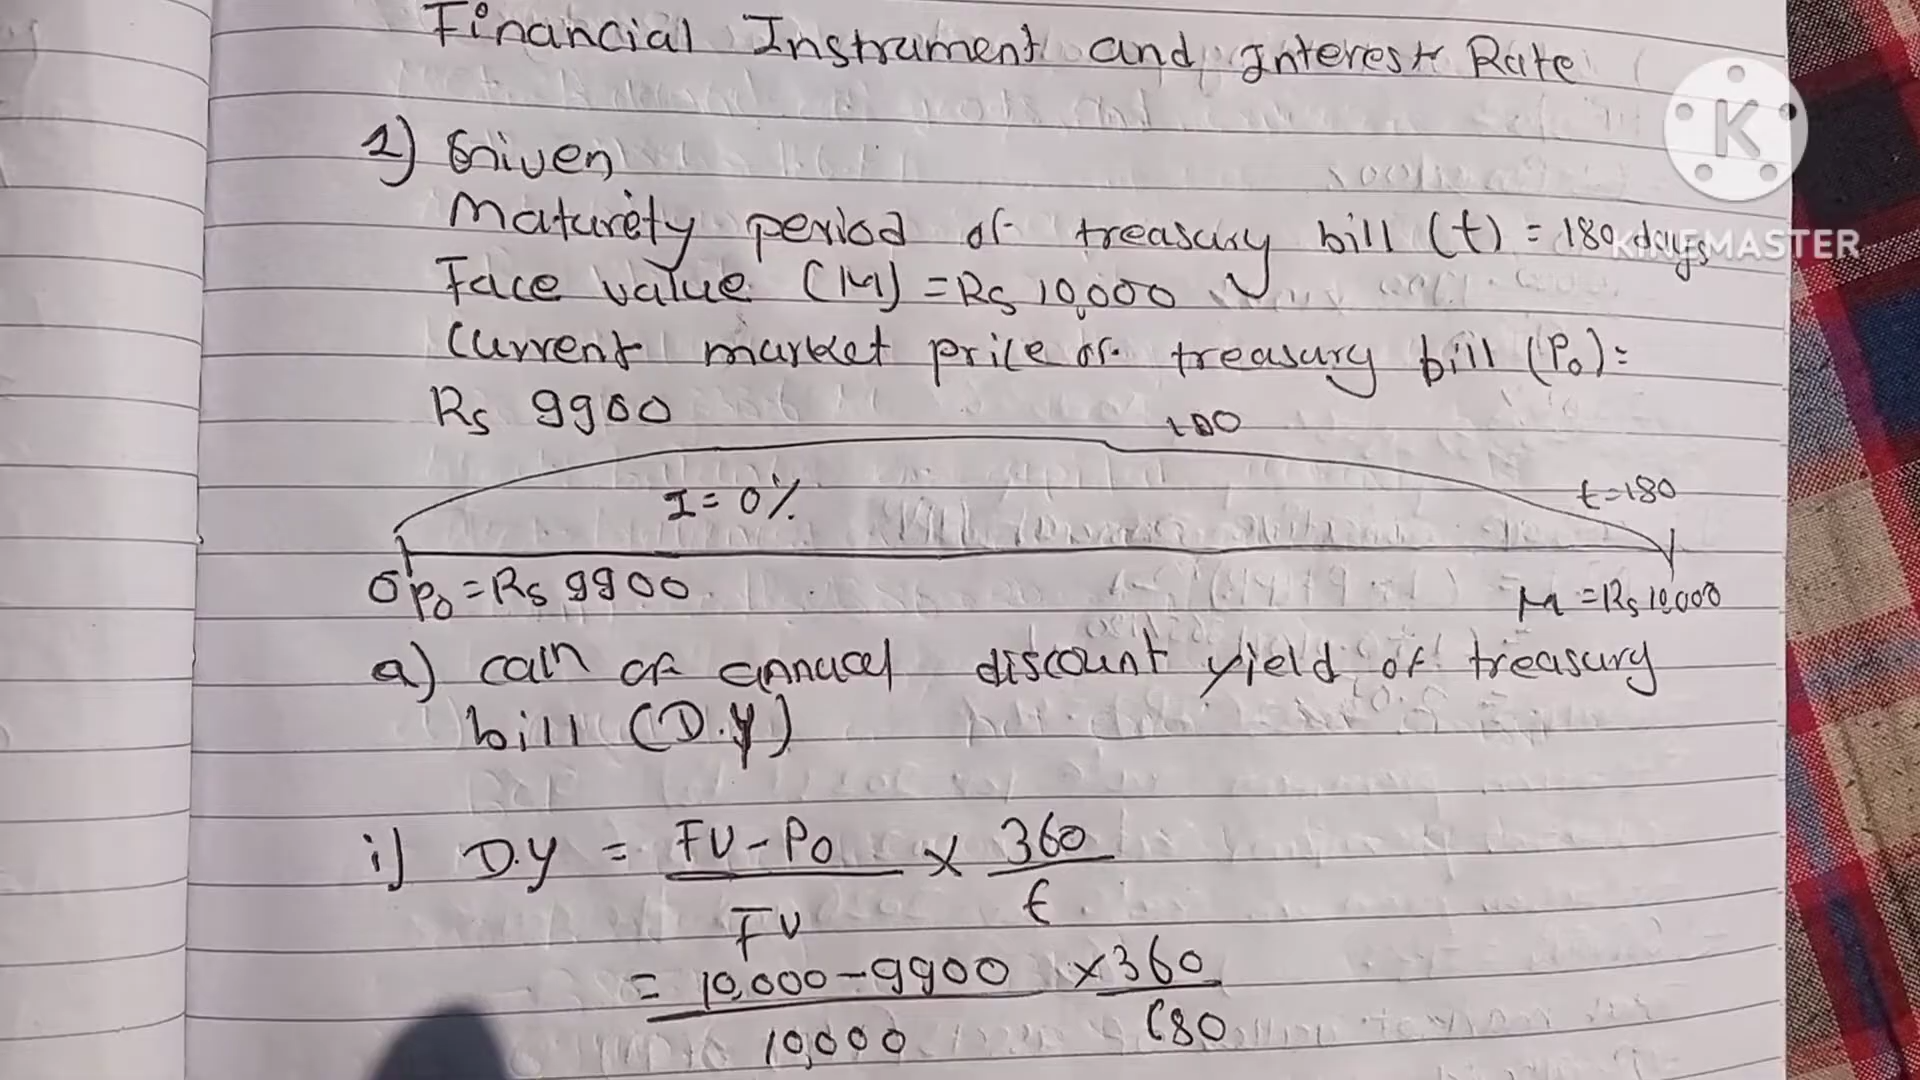 Financial Instrument and Interest Rate
1) Given
Maturity period of treasury bill (t) = 180 days
Face value (M) = Rs 10,000
Current market price of treasury bill (P0) =
Rs 9900
180
I = 0%
t=180
0 P0 = Rs 9900
M = Rs 10,000
a) caln of annual discount yield of treasury
bill (D.Y)
i) D.Y = FV - P0 × 360
FV t
= 10,000 - 9900 × 360
10,000 180
K
KINEMASTER